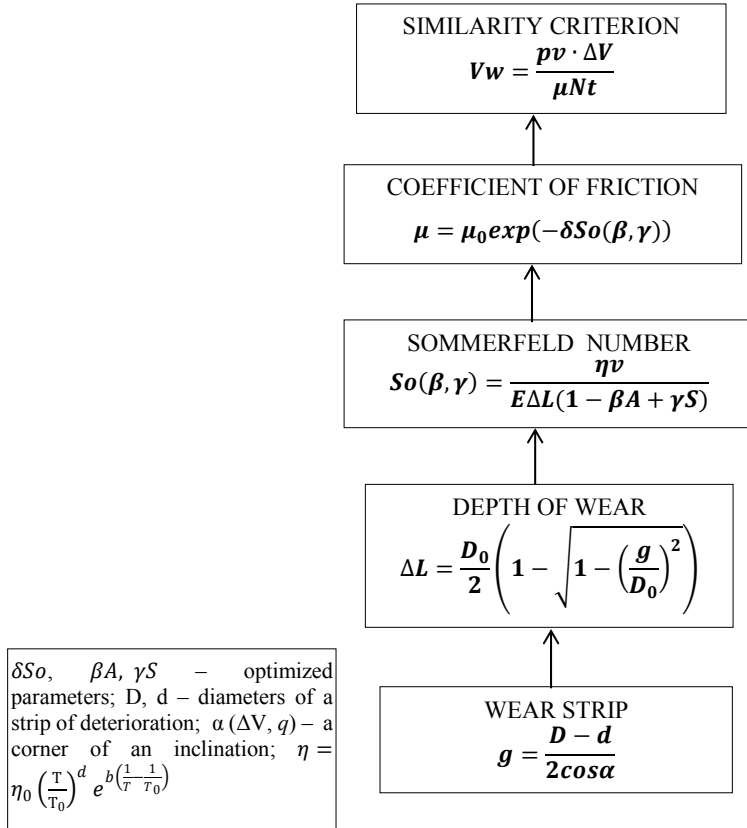 SIMILARITY CRITERION
Vw = pv · ΔV / μNt
COEFFICIENT OF FRICTION
μ = μ₀exp(−δSo(β, γ))
SOMMERFELD NUMBER
So(β, γ) = ηv / EΔL(1 − βA + γS)
DEPTH OF WEAR
ΔL = D₀/2 (1 − √(1 − (g/D₀)²))
WEAR STRIP
g = D − d / 2cosα
δSo, βA, γS – optimized
parameters; D, d – diameters of
a strip of deterioration; α (ΔV, q) – a
corner of an inclination; η =
η₀ (T/T₀)^d e^b(1/T − 1/T₀)